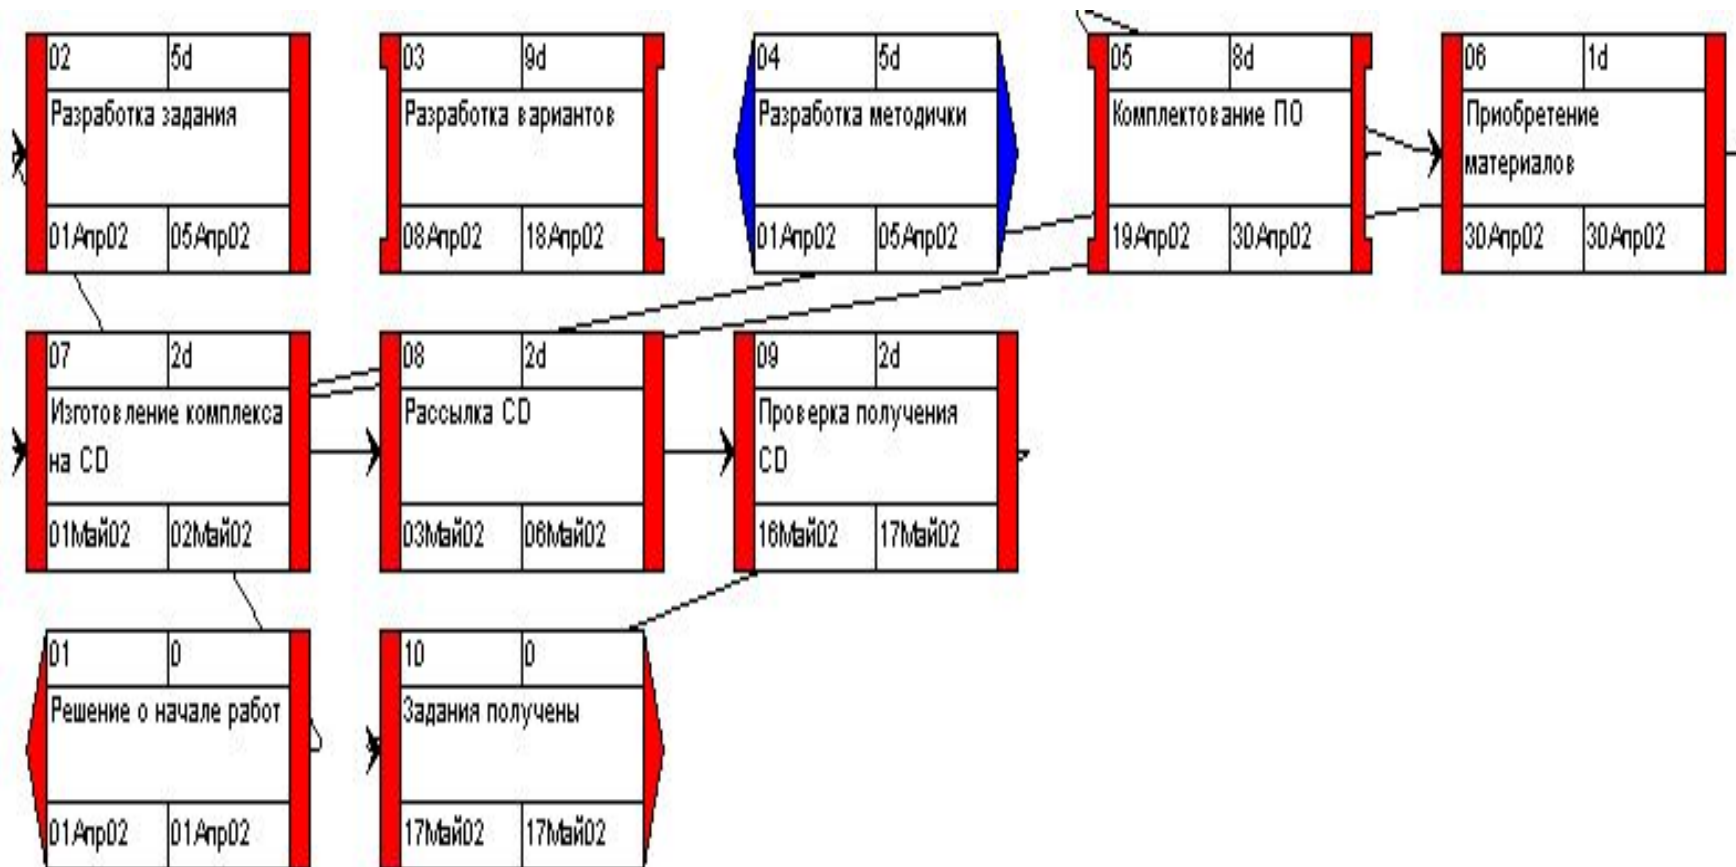 02 5d
Разработка задания
01Апр02 05Апр02
03 9d
Разработка вариантов
08Апр02 18Апр02
04 5d
Разработка методички
01Апр02 05Апр02
05 8d
Комплектование ПО
19Апр02 30Апр02
06 1d
Приобретение
материалов
30Апр02 30Апр02
07 2d
Изготовление комплекса
на CD
01Май02 02Май02
08 2d
Рассылка CD
03Май02 06Май02
09 2d
Проверка получения
CD
16Май02 17Май02
01 0
Решение о начале работ
01Апр02 01Апр02
10 0
Задания получены
17Май02 17Май02